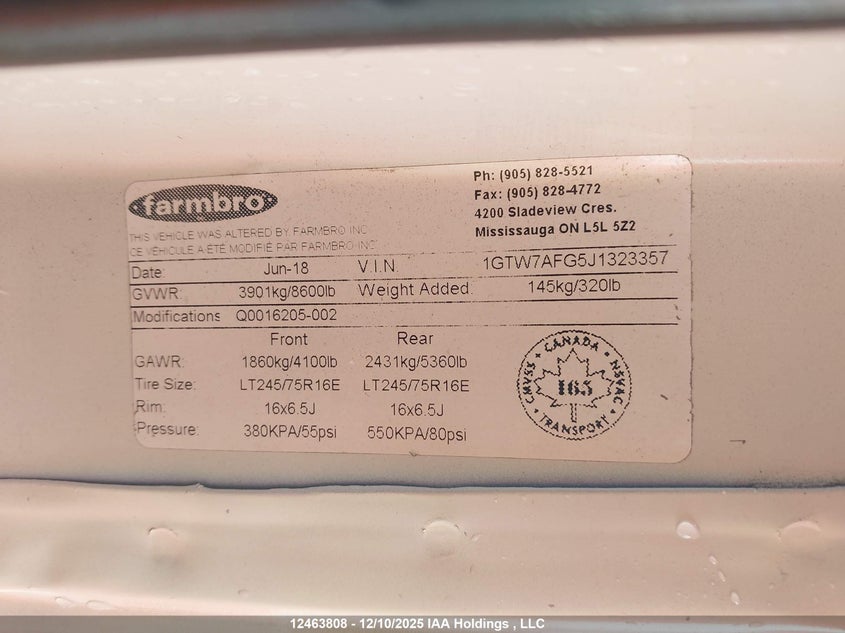 farmbro
INC
Ph: (905) 828-5521
Fax: (905) 828-4772
4200 Sladeview Cres.
Mississauga ON L5L 5Z2
THIS VEHICLE WAS ALTERED BY FARMBRO INC
CE VEHICULE A ÉTÉ MODIFIÉ PAR FARMBRO INC
Date: Jun-18 V.I.N. 1GTW7AFG5J1323357
GVWR: 3901kg/8600lb Weight Added: 145kg/320lb
Modifications Q0016205-002
Front Rear
GAWR: 1860kg/4100lb 2431kg/5360lb
Tire Size: LT245/75R16E LT245/75R16E
Rim: 16x6.5J 16x6.5J
Pressure: 380KPA/55psi 550KPA/80psi
CANADA
CMVSS 165 NSVAC
TRANSPORT
12463808 - 12/10/2025 IAA Holdings , LLC